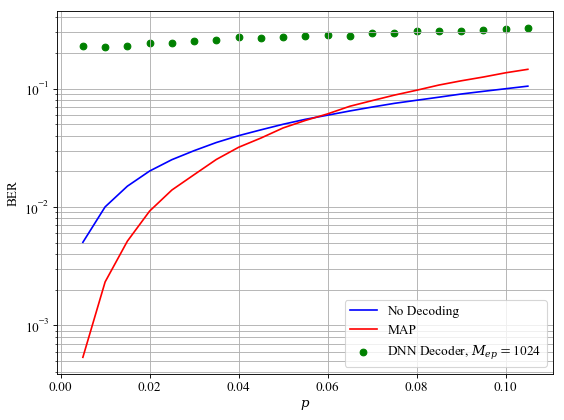 BER
10⁻¹
10⁻²
10⁻³
0.00 0.02 0.04 0.06 0.08 0.10
p
No Decoding
MAP
DNN Decoder, M_ep = 1024